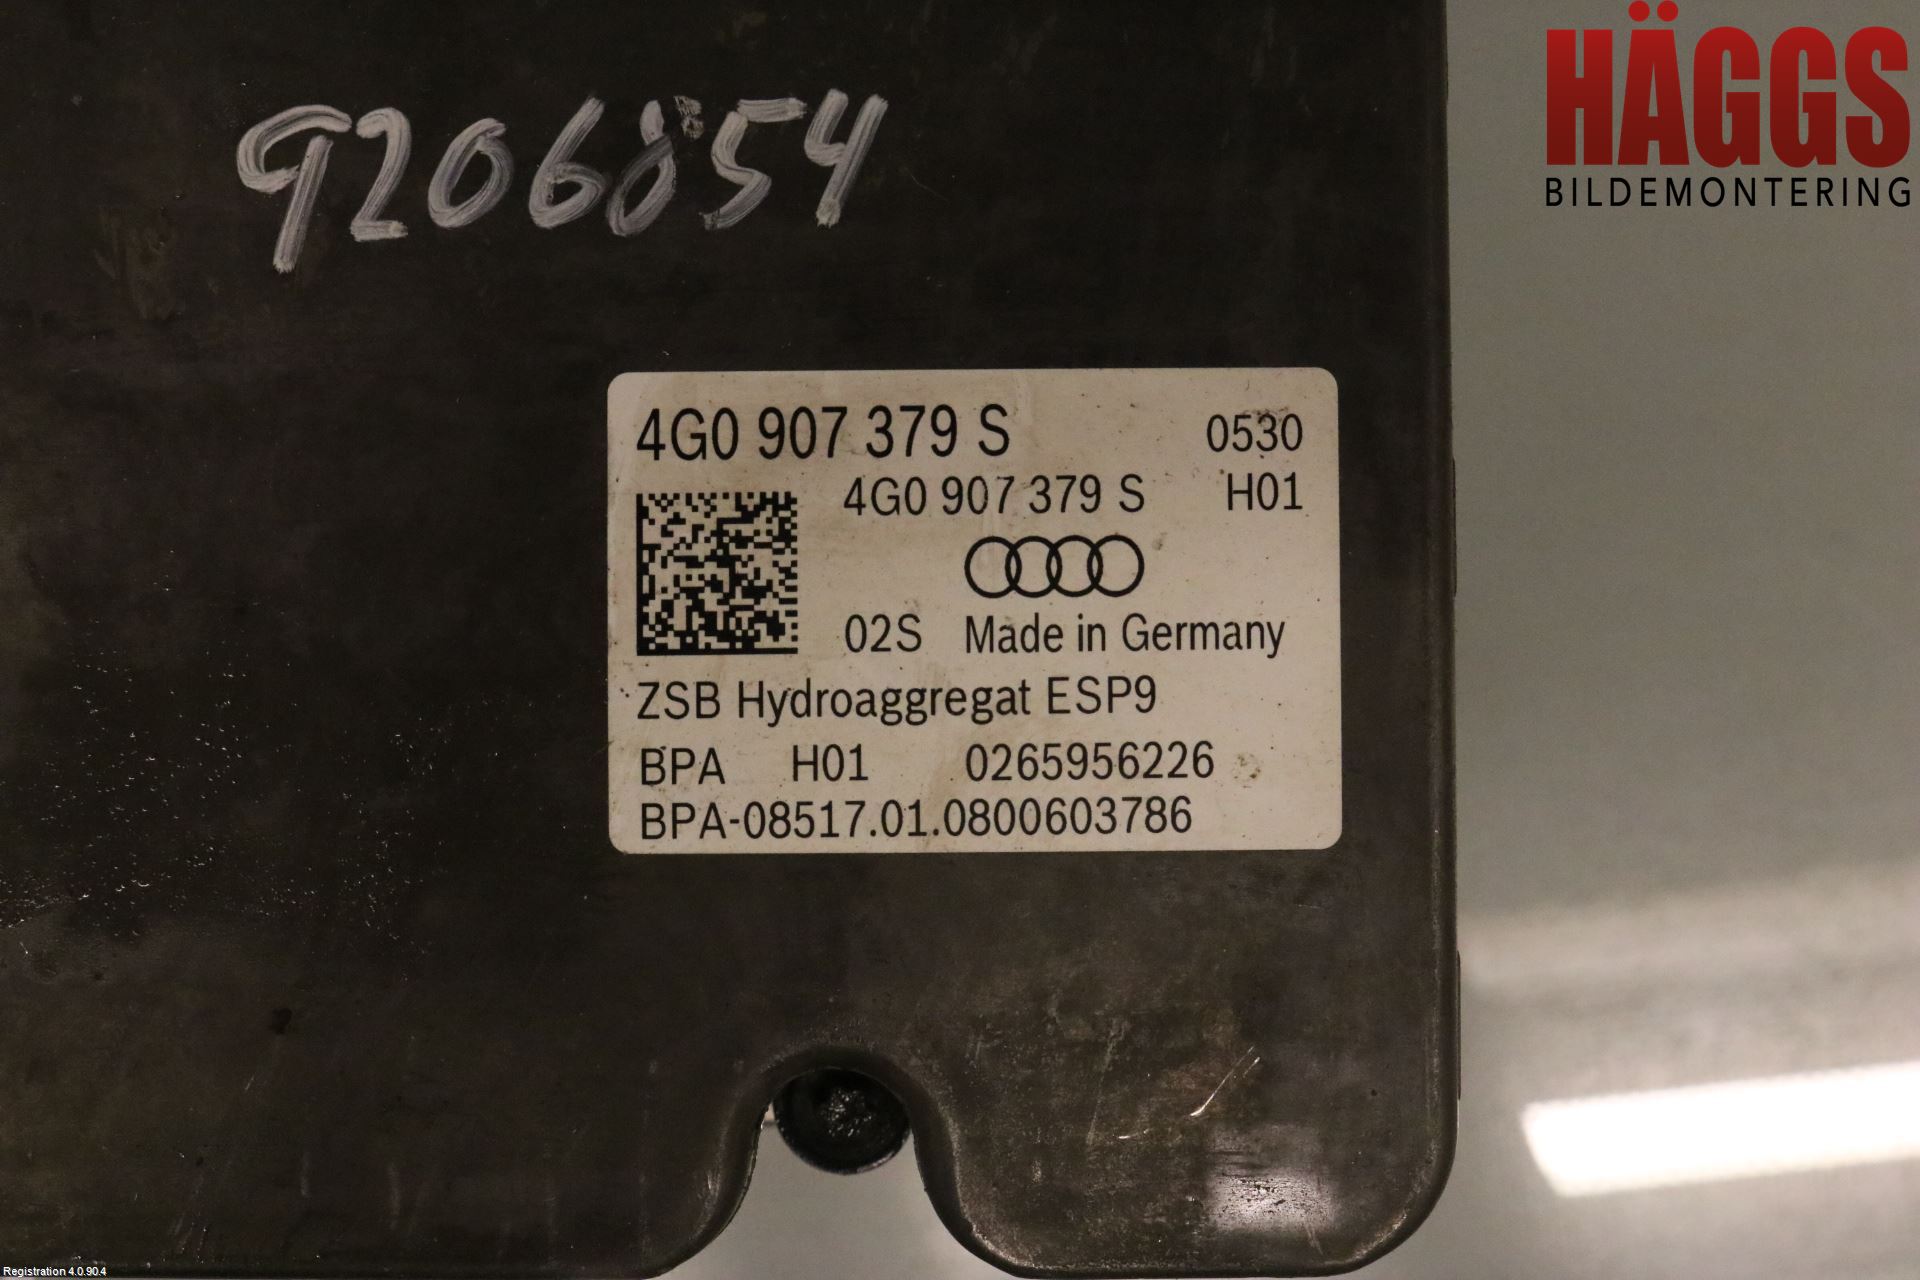 HÄGGS
BILDEMONTERING
9206854
4G0 907 379 S 0530
4G0 907 379 S H01
02S Made in Germany
ZSB Hydroaggregat ESP9
BPA H01 0265956226
BPA-08517.01.0800603786
Registration 4.0.90.4